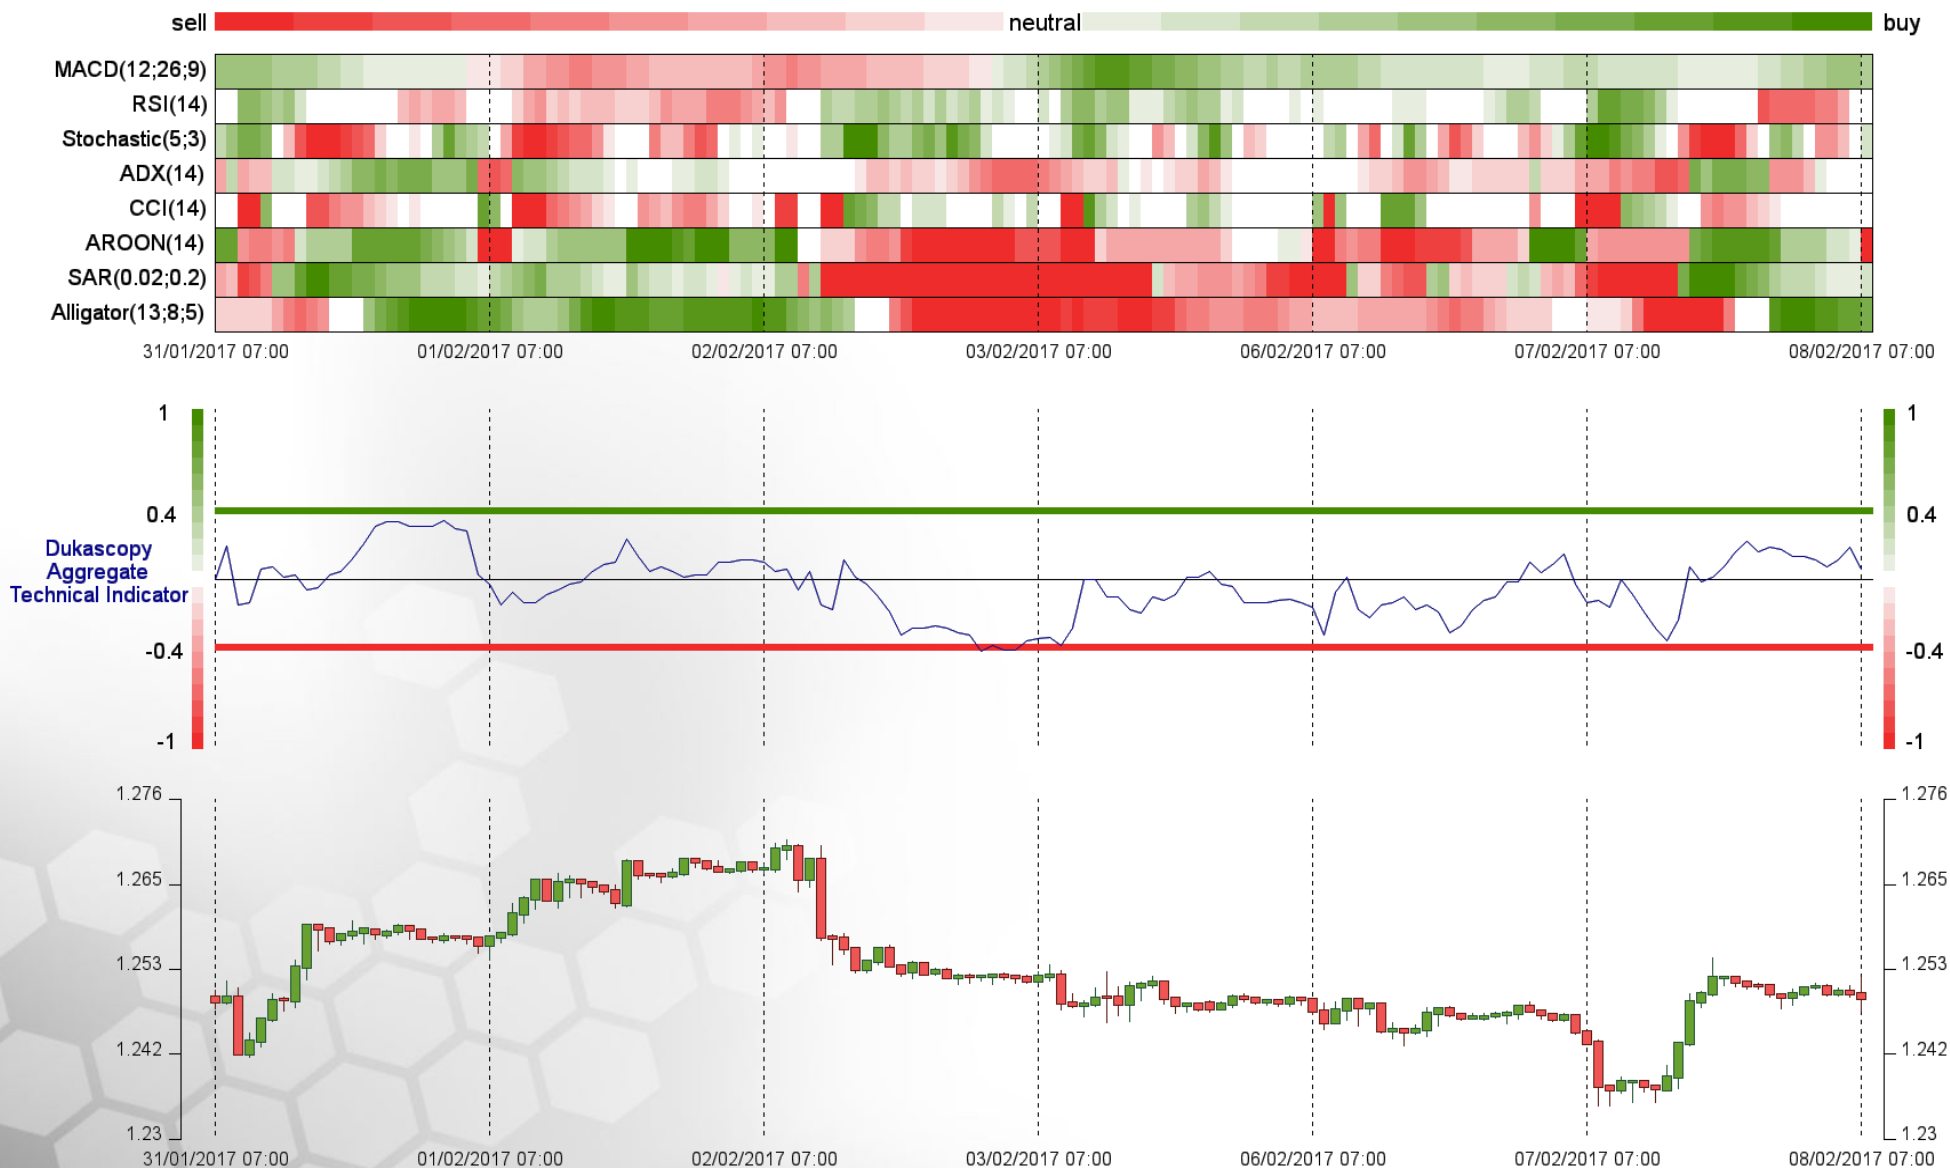 sell neutral buy
MACD(12;26;9)
RSI(14)
Stochastic(5;3)
ADX(14)
CCI(14)
AROON(14)
SAR(0.02;0.2)
Alligator(13;8;5)
31/01/2017 07:00 01/02/2017 07:00 02/02/2017 07:00 03/02/2017 07:00 06/02/2017 07:00 07/02/2017 07:00 08/02/2017 07:00
1 1
0.4 0.4
Dukascopy
Aggregate
Technical Indicator
-0.4 -0.4
-1 -1
1.276 1.276
1.265 1.265
1.253 1.253
1.242 1.242
1.23 1.23
31/01/2017 07:00 01/02/2017 07:00 02/02/2017 07:00 03/02/2017 07:00 06/02/2017 07:00 07/02/2017 07:00 08/02/2017 07:00